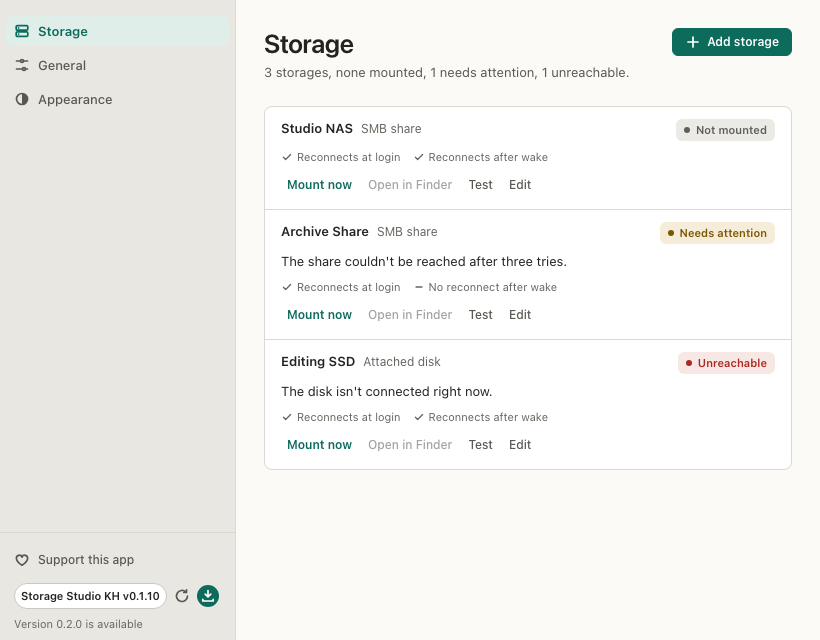 Storage
General
Appearance
Support this app
Storage Studio KH v0.1.10
Version 0.2.0 is available
Storage
Add storage
3 storages, none mounted, 1 needs attention, 1 unreachable.
Studio NAS SMB share Not mounted
Reconnects at login Reconnects after wake
Mount now Open in Finder Test Edit
Archive Share SMB share Needs attention
The share couldn't be reached after three tries.
Reconnects at login No reconnect after wake
Mount now Open in Finder Test Edit
Editing SSD Attached disk Unreachable
The disk isn't connected right now.
Reconnects at login Reconnects after wake
Mount now Open in Finder Test Edit